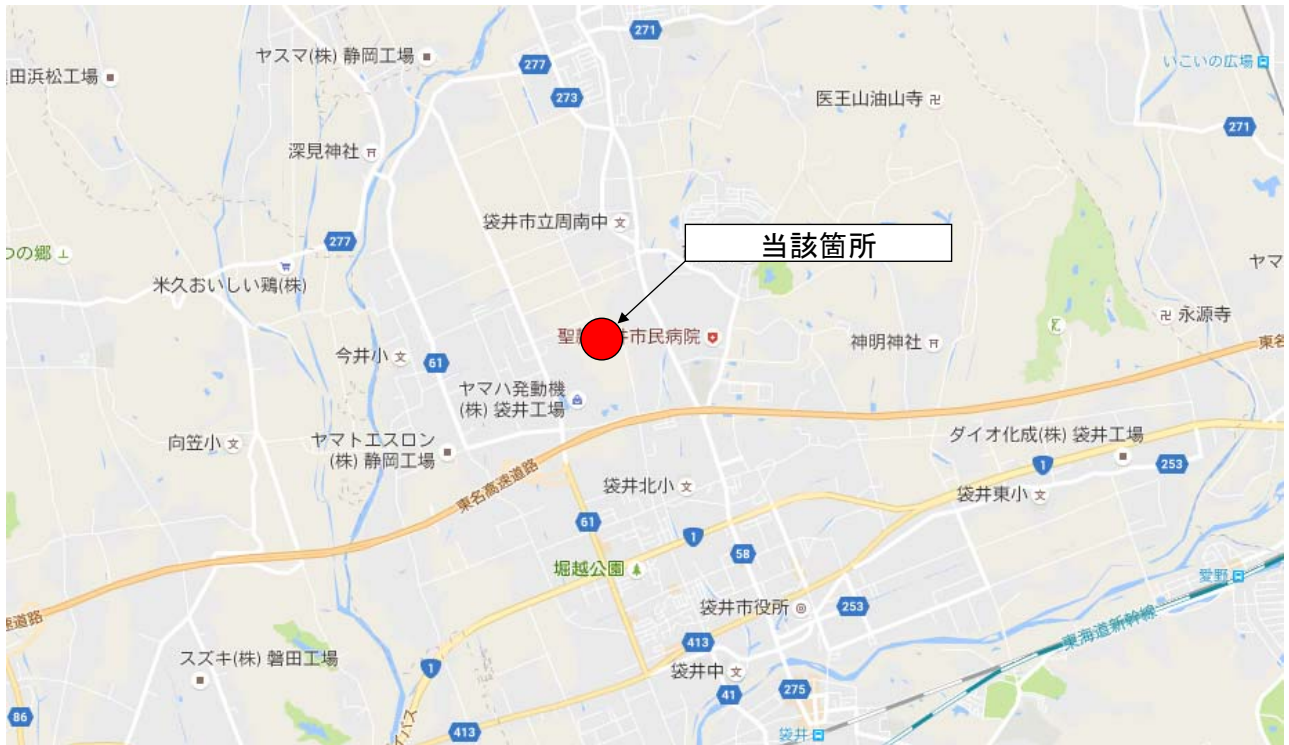 271
ヤスマ(株) 静岡工場
277
いこいの広場
田浜松工場
273
医王山油山寺
271
深見神社
袋井市立周南中
277
当該箇所
つの郷
ヤマ
米久おいしい鶏(株)
永源寺
聖
市民病院
神明神社
東名
今井小
61
ヤマハ発動機
(株) 袋井工場
向笠小
ヤマトエスロン
(株) 静岡工場
ダイオ化成(株) 袋井工場
1
253
東名高速道路
袋井北小
袋井東小
61
1
58
堀越公園
愛野
速道路
袋井市役所
253
東海道新幹線
413
スズキ(株) 磐田工場
1
袋井中
41
275
86
バス
413
袋井